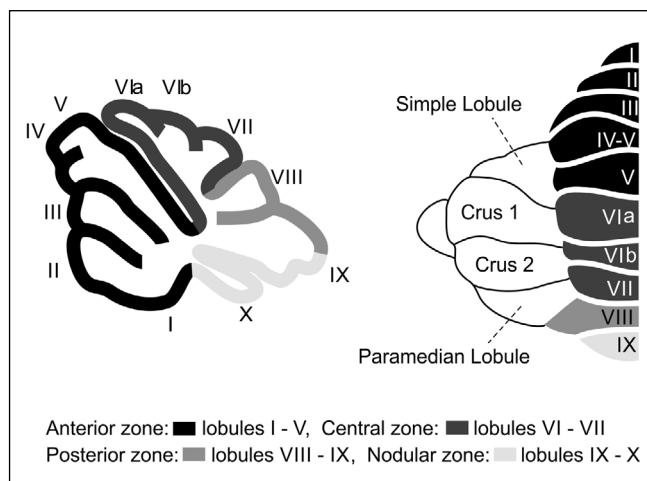 VIa VIb
V
IV
VII
VIII
III
II
IX
X
I
I
II
III
Simple Lobule
IV-V
V
Crus 1
VIa
VIb
Crus 2
VII
VIII
Paramedian Lobule
IX
Anterior zone: lobules I - V, Central zone: lobules VI - VII
Posterior zone: lobules VIII - IX, Nodular zone: lobules IX - X